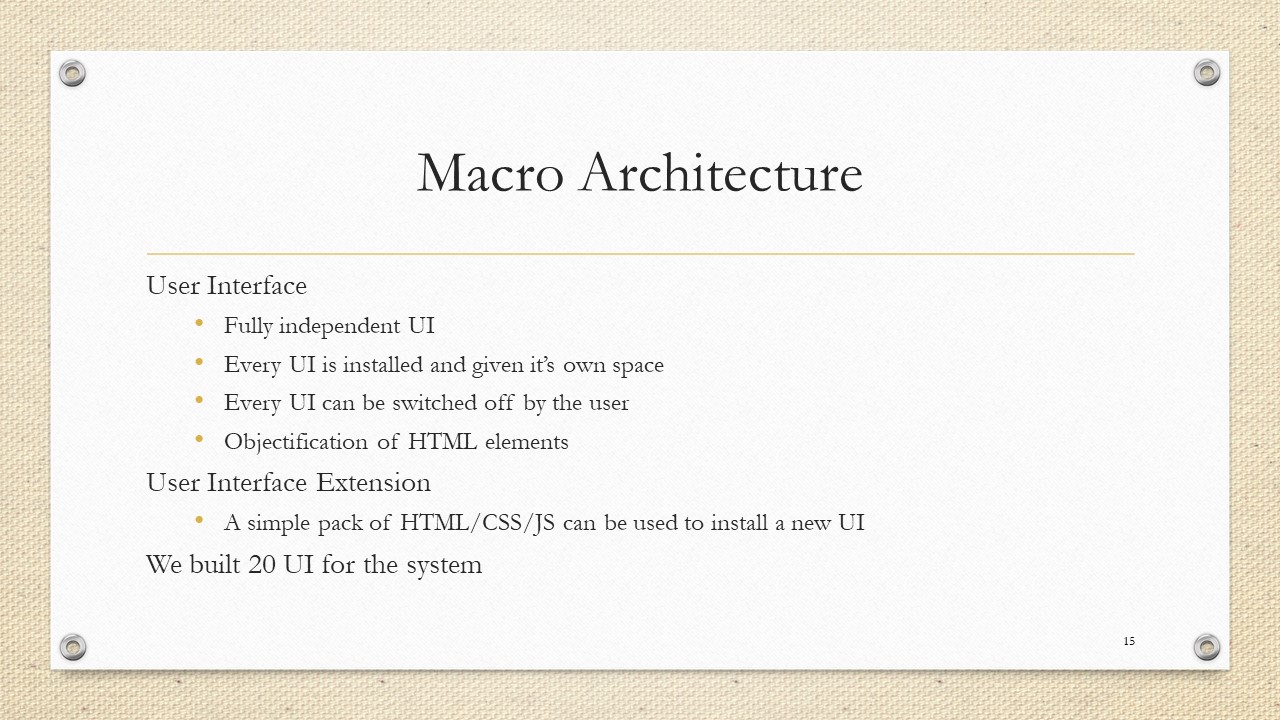 Macro Architecture
User Interface
• Fully independent UI
• Every UI is installed and given it’s own space
• Every UI can be switched off by the user
• Objectification of HTML elements
User Interface Extension
• A simple pack of HTML/CSS/JS can be used to install a new UI
We built 20 UI for the system
15